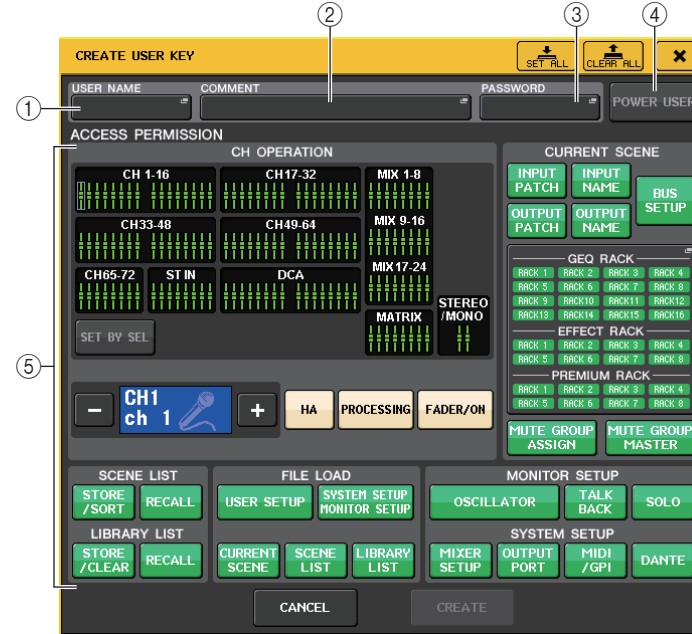 ① ② ③ ④ ⑤
CREATE USER KEY
SET ALL
CLEAR ALL
USER NAME
COMMENT
PASSWORD
POWER USER
ACCESS PERMISSION
CH OPERATION
CH 1-16
CH17-32
MIX 1-8
CH33-48
CH49-64
MIX 9-16
CH65-72
ST IN
DCA
MIX17-24
STEREO
/MONO
MATRIX
SET BY SEL
CH1
ch 1
HA
PROCESSING
FADER/ON
CURRENT SCENE
INPUT
PATCH
INPUT
NAME
BUS
SETUP
OUTPUT
PATCH
OUTPUT
NAME
GEQ RACK
RACK 1 RACK 2 RACK 3 RACK 4
RACK 5 RACK 6 RACK 7 RACK 8
RACK 9 RACK10 RACK11 RACK12
RACK13 RACK14 RACK15 RACK16
EFFECT RACK
RACK 1 RACK 2 RACK 3 RACK 4
RACK 5 RACK 6 RACK 7 RACK 8
PREMIUM RACK
RACK 1 RACK 2 RACK 3 RACK 4
RACK 5 RACK 6 RACK 7 RACK 8
MUTE GROUP
ASSIGN
MUTE GROUP
MASTER
SCENE LIST
STORE
/SORT
RECALL
LIBRARY LIST
STORE
/CLEAR
RECALL
FILE LOAD
USER SETUP
SYSTEM SETUP
MONITOR SETUP
CURRENT
SCENE
SCENE
LIST
LIBRARY
LIST
MONITOR SETUP
OSCILLATOR
TALK
BACK
SOLO
SYSTEM SETUP
MIXER
SETUP
OUTPUT
PORT
MIDI
/GPI
DANTE
CANCEL
CREATE